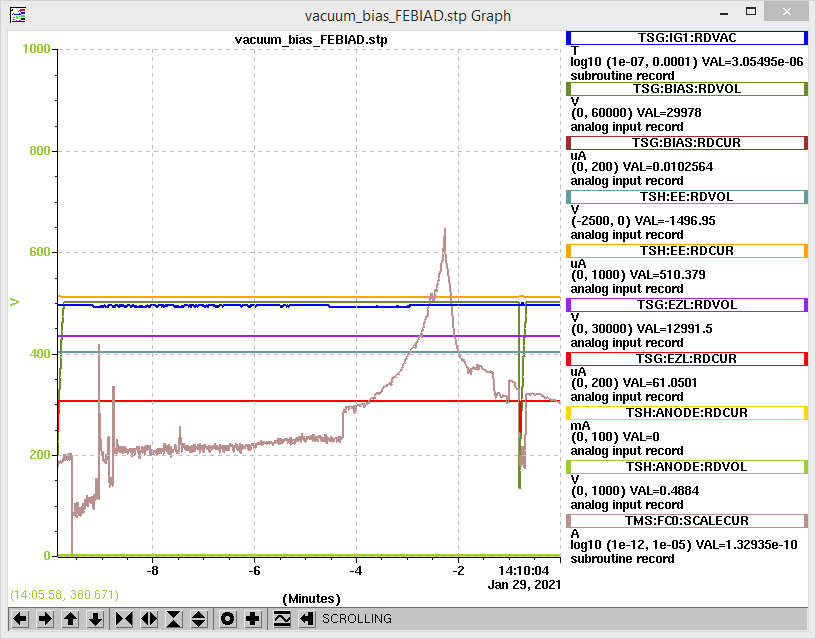 vacuum_bias_FEBIAD.stp Graph
vacuum_bias_FEBIAD.stp
1000
800
600
V
400
200
0
-8
-6
-4
-2
14:10:04
Jan 29, 2021
(Minutes)
(14:05:58, 380.671)
SCROLLING
TSG:IG1:RDVAC
T
log10 (1e-07, 0.0001) VAL=3.05495e-06
subroutine record
TSG:BIAS:RDVOL
V
(0, 60000) VAL=29978
analog input record
TSG:BIAS:RDCUR
uA
(0, 200) VAL=0.0102564
analog input record
TSH:EE:RDVOL
V
(-2500, 0) VAL=-1496.95
analog input record
TSH:EE:RDCUR
uA
(0, 1000) VAL=510.379
analog input record
TSG:EZL:RDVOL
V
(0, 30000) VAL=12991.5
analog input record
TSG:EZL:RDCUR
uA
(0, 200) VAL=61.0501
analog input record
TSH:ANODE:RDCUR
mA
(0, 100) VAL=0
analog input record
TSH:ANODE:RDVOL
V
(0, 1000) VAL=0.4884
analog input record
TMS:FC0:SCALECUR
A
log10 (1e-12, 1e-05) VAL=1.32935e-10
subroutine record